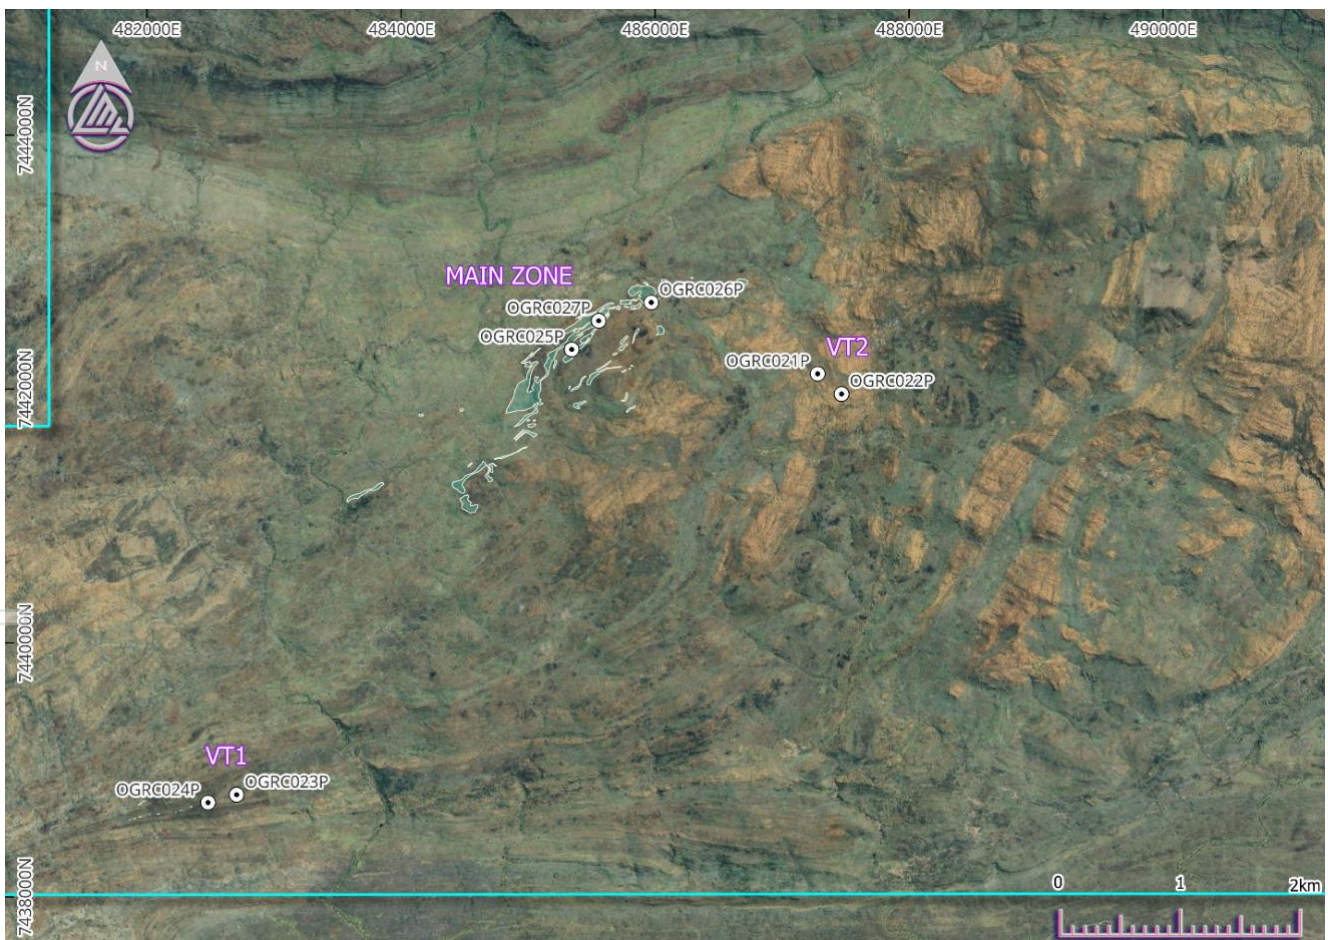 482000E
484000E
486000E
488000E
490000E
N
7444000N
MAIN ZONE
OGRC026P
OGRC027P
OGRC025P
VT2
OGRC021P
OGRC022P
7442000N
7440000N
VT1
OGRC024P
OGRC023P
7438000N
0 1 2km